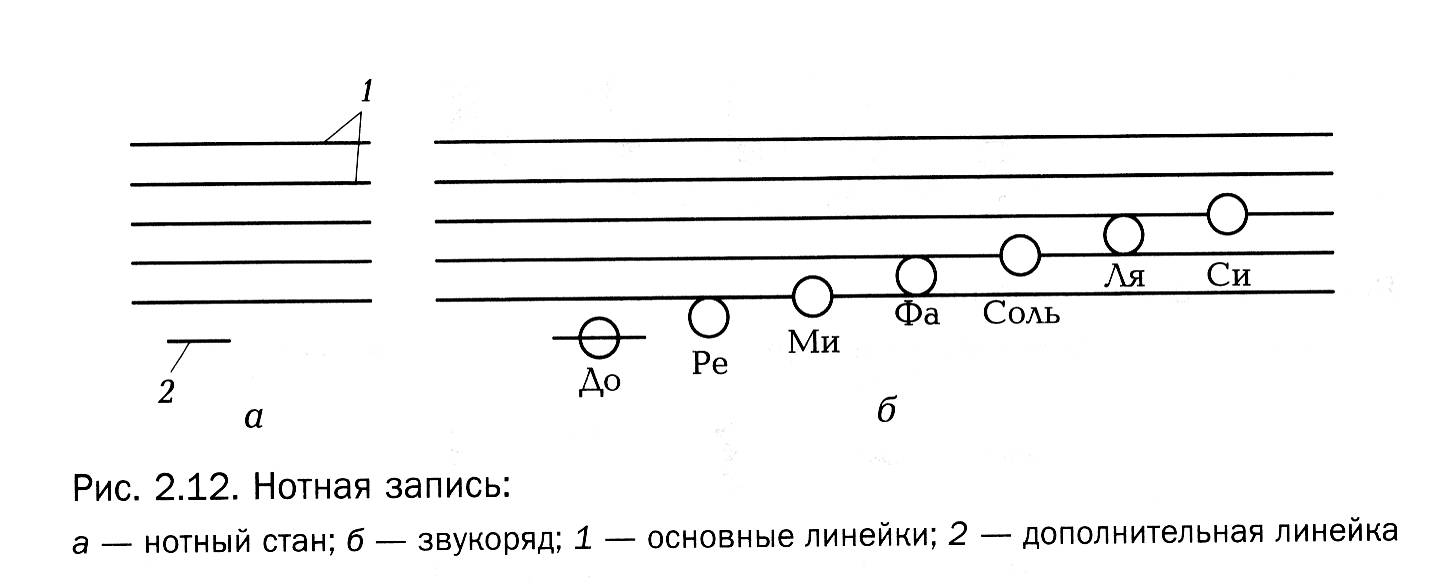 1
До Ре Ми Фа Соль Ля Си
2
а б
Рис. 2.12. Нотная запись:
а — нотный стан; б — звукоряд; 1 — основные линейки; 2 — дополнительная линейка